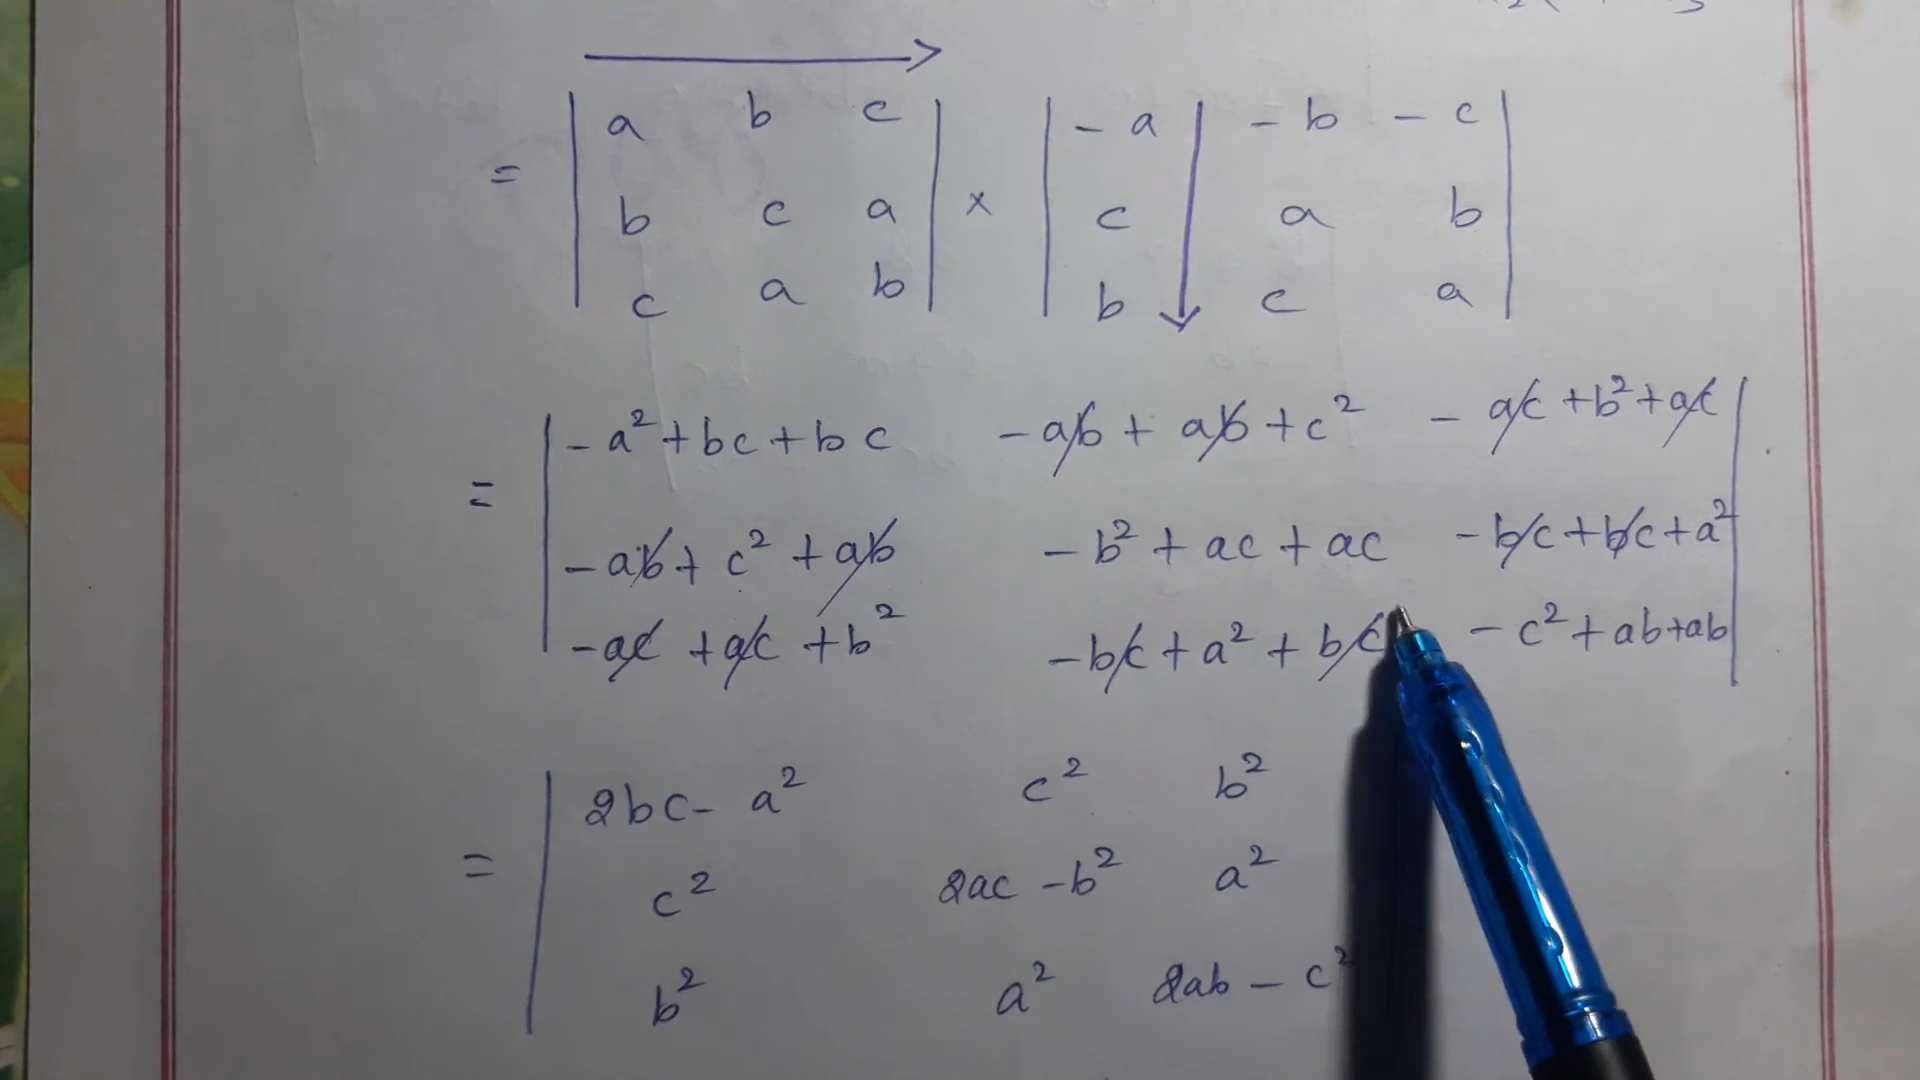 = | a b c | × | -a -b -c |
| b c a | | c a b |
| c a b | | b c a |
= | -a²+bc+bc -ab+ab+c² -ac+b²+ac |
| -ab+c²+ab -b²+ac+ac -bc+bc+a² |
| -ac+ac+b² -bc+a²+bc -c²+ab+ab |
= | 2bc-a² c² b²
| c² 2ac-b² a²
| b² a² 2ab-c²